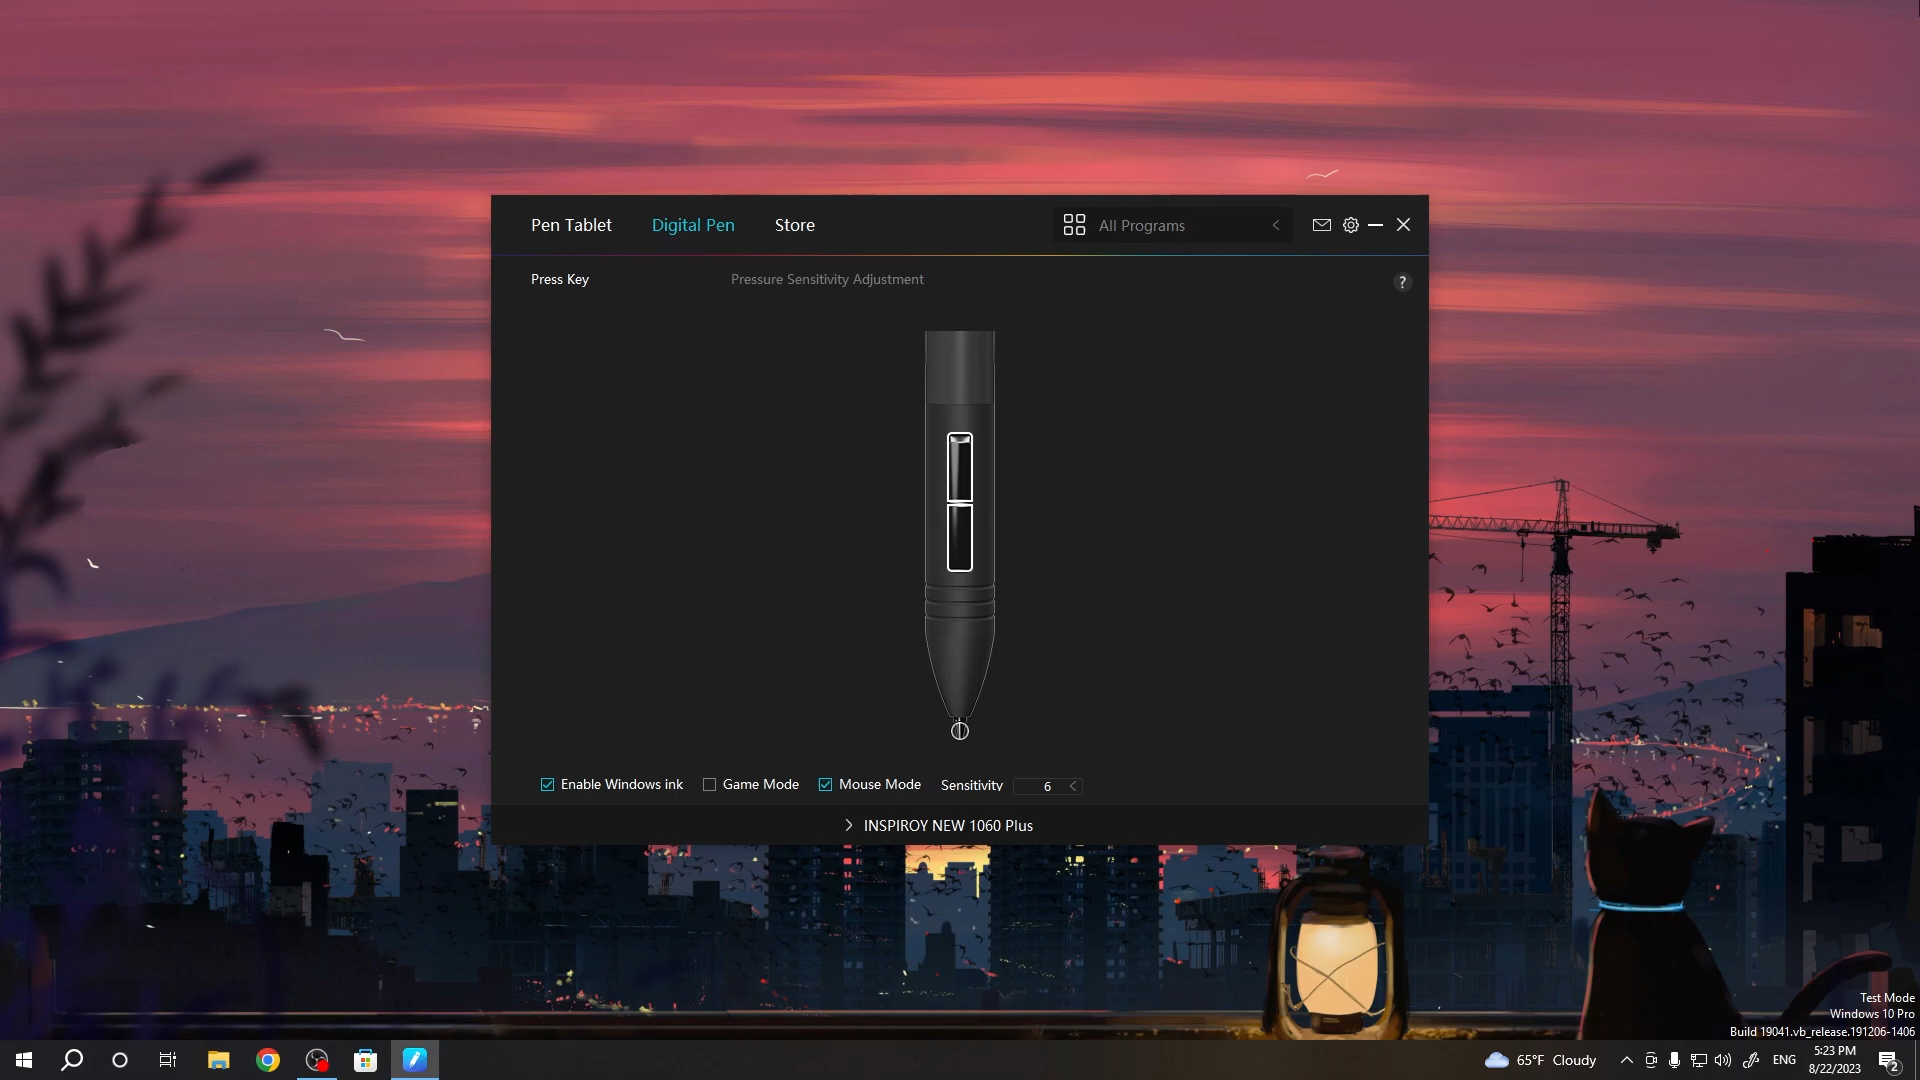 Pen Tablet Digital Pen Store All Programs
Press Key Pressure Sensitivity Adjustment ?
Enable Windows ink Game Mode Mouse Mode Sensitivity 6
INSPIROY NEW 1060 Plus
Test Mode
Windows 10 Pro
Build 19041.vb_release.191206-1406
65°F Cloudy ENG 5:23 PM
8/22/2023 2